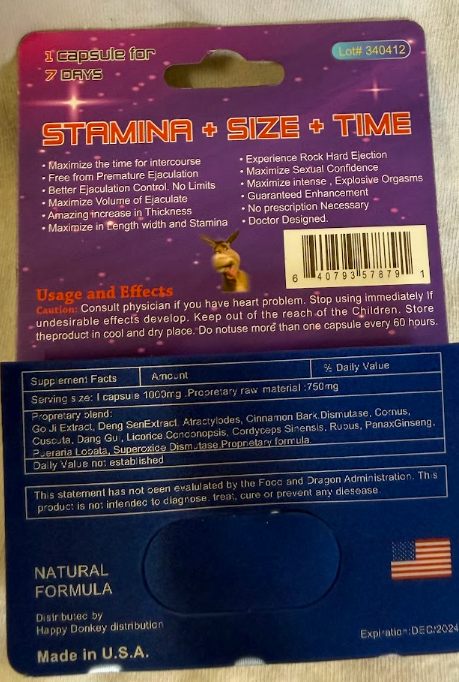 1 capsule for
7 DAYS
Lot# 340412
STAMINA + SIZE + TIME
• Maximize the time for intercourse
• Free from Premature Ejaculation
• Better Ejaculation Control. No Limits
• Maximize Volume of Ejaculate
• Amazing increase in Thickness
• Maximize in Length width and Stamina
• Experience Rock Hard Ejection
• Maximize Sexual Confidence
• Maximize intense , Explosive Orgasms
• Guaranteed Enhancement
• No prescription Necessary
• Doctor Designed.
6 40793 57879 1
Usage and Effects
Caution: Consult physician if you have heart problem. Stop using immediately If
undesirable effects develop. Keep out of the reach of the Children. Store
theproduct in cool and dry place. Do notuse more than one capsule every 60 hours.
Supplement Facts Amount % Daily Value
Serving size: I capsule 1000mg .Propretary raw material :750mg
Propretary blend:
Go Ji Extract, Deng SenExtract, Atractylodes, Cinnamon Bark.Dismutase, Cornus,
Cuscuta, Dang Gui, Licorice.Condonopsis, Cordyceps Sinensis, Rubus, PanaxGinseng,
Pueraria Lobata, Superoxide Dismutase.Proprietary formula
Daily Value not established
This statement has not been evaluated by the Food and Dragon Administration. This
product is not intended to diagnose, treat, cure or prevent any diesease.
NATURAL
FORMULA
Distributed by
Happy Donkey distribution
Made in U.S.A.
Expiration:DEC/2024